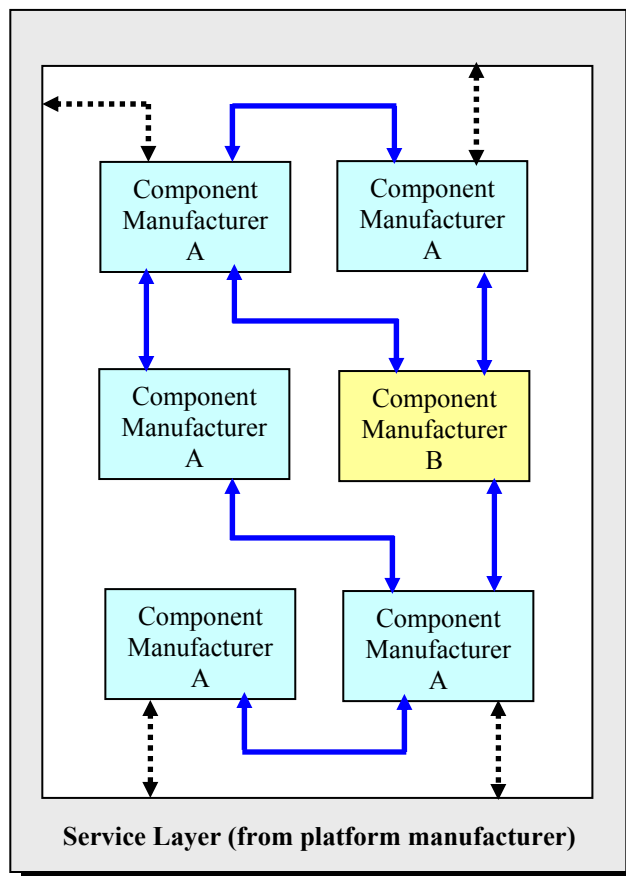 Component
Manufacturer
A
Component
Manufacturer
A
Component
Manufacturer
A
Component
Manufacturer
B
Component
Manufacturer
A
Component
Manufacturer
A
Service Layer (from platform manufacturer)